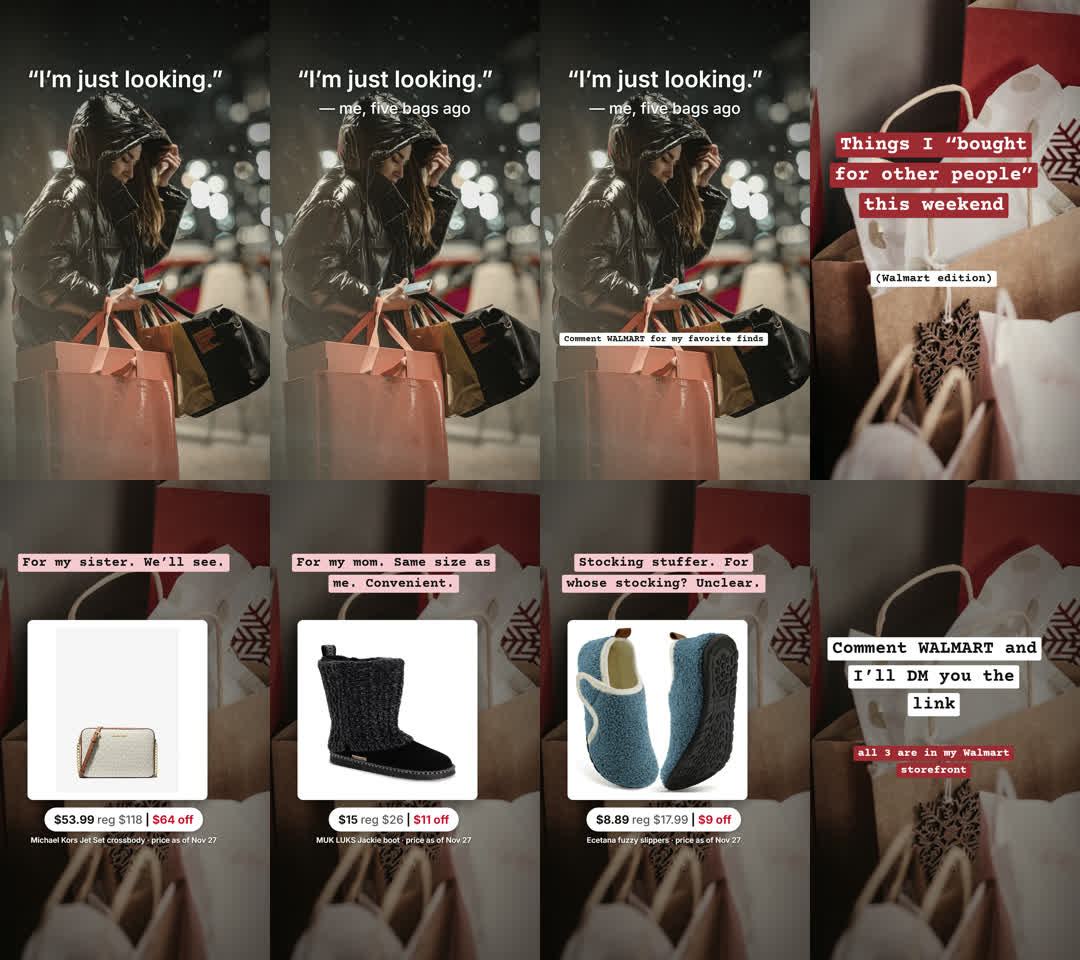 “I’m just looking.”
“I’m just looking.”
— me, five bags ago
“I’m just looking.”
— me, five bags ago
Comment WALMART for my favorite finds
Things I “bought
for other people”
this weekend
(Walmart edition)
For my sister. We’ll see.
$53.99 reg $118 | $64 off
Michael Kors Jet Set crossbody · price as of Nov 27
For my mom. Same size as
me. Convenient.
$15 reg $26 | $11 off
MUK LUKS Jackie boot · price as of Nov 27
Stocking stuffer. For
whose stocking? Unclear.
$8.89 reg $17.99 | $9 off
Ecetana fuzzy slippers · price as of Nov 27
Comment WALMART and
I’ll DM you the
link
all 3 are in my Walmart
storefront